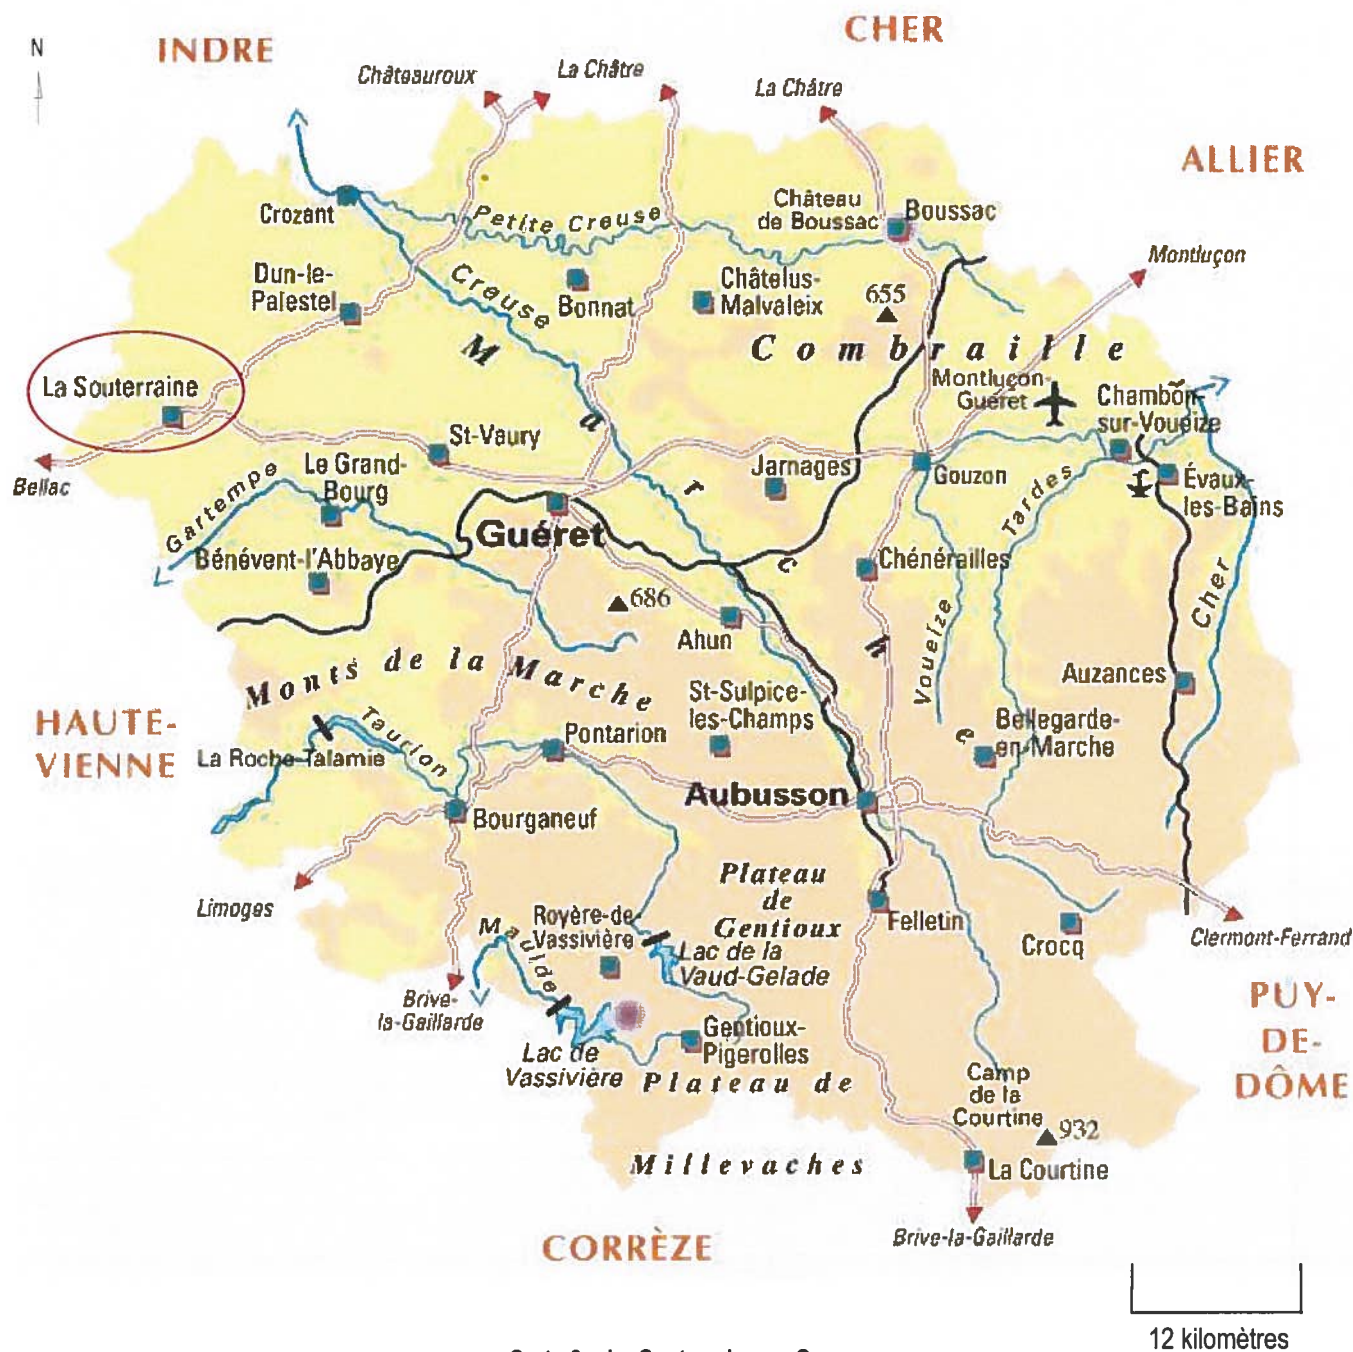 CHER
N
INDRE
Châteauroux
La Châtre
La Châtre
ALLIER
Château
de Boussac
Boussac
Crozant
Petite Creuse
Montluçon
Dun-le-
Palestel
Creuse
Bonnat
Châtelus-
Malvaleix
655
Combraille
Marche
La Souterraine
Montluçon-
Guéret
Chambon-
sur-Voueize
St-Vaury
Bellac
Gartempe
Le Grand-
Bourg
Jarnages
Gouzon
Tardes
Évaux-
les-Bains
Guéret
Bénévent-l'Abbaye
Chénérailles
686
Ahun
Voueize
Cher
Monts de la Marche
St-Sulpice-
les-Champs
Auzances
HAUTE-
VIENNE
Taurion
La Roche-Talamie
Pontarion
Bellegarde-
en-Marche
Aubusson
Bourganeuf
Plateau
de
Gentioux
Limoges
Maulde
Royère-de-
Vassivière
Felletin
Crocq
Clermont-Ferrand
Lac de la
Vaud-Gelade
Brive-
la-Gaillarde
PUY-
DE-
DÔME
Gentioux-
Pigerolles
Lac de
Vassivière
Plateau de
Millevaches
Camp
de la
Courtine
932
La Courtine
Brive-la-Gaillarde
CORRÈZE
12 kilomètres